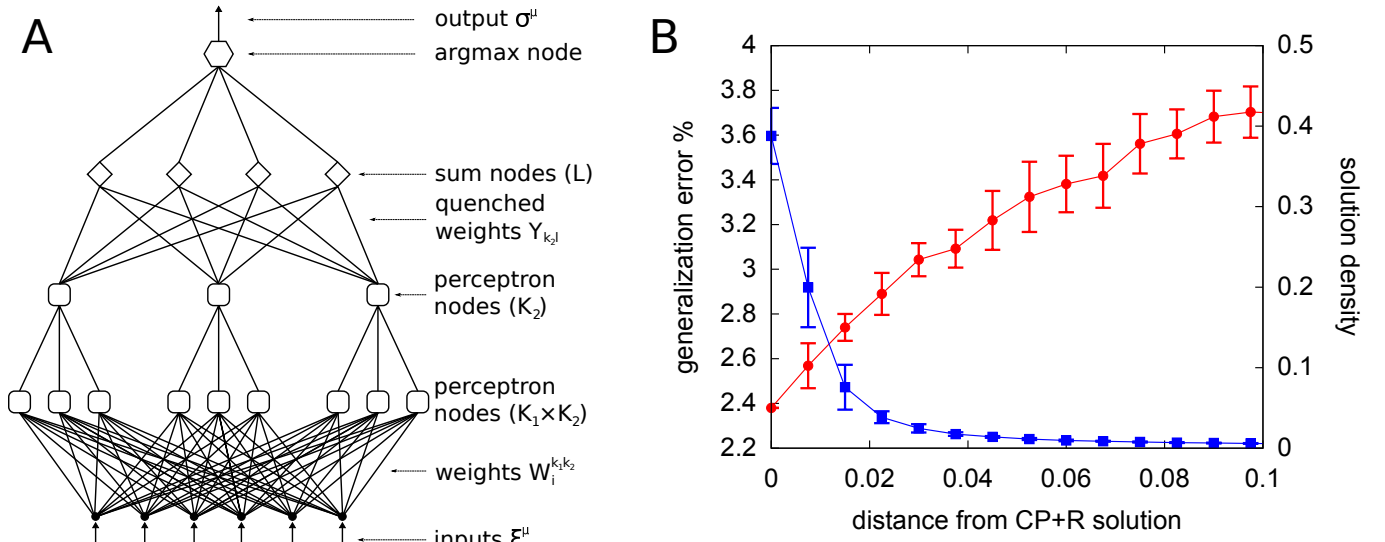 A
output σ^μ
argmax node
sum nodes (L)
quenched
weights Y_{k₂l}
perceptron
nodes (K₂)
perceptron
nodes (K₁×K₂)
weights W_i^{k₁k₂}
inputs ξ^μ
B
4
3.8
3.6
3.4
3.2
3
2.8
2.6
2.4
2.2
generalization error %
0.5
0.4
0.3
0.2
0.1
0
solution density
0
0.02
0.04
0.06
0.08
0.1
distance from CP+R solution